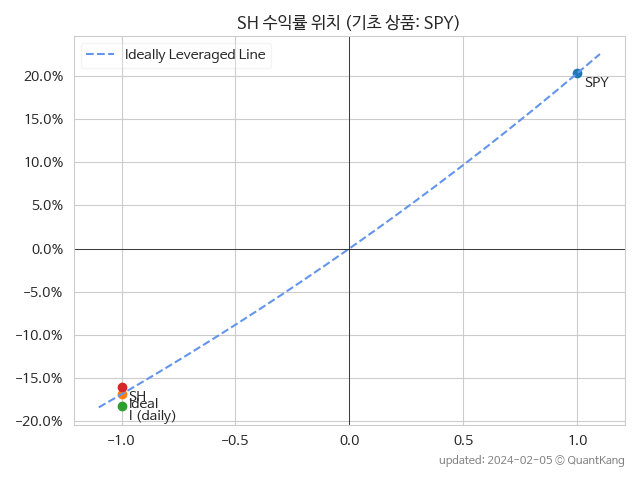 SH 수익률 위치 (기초 상품: SPY)
Ideally Leveraged Line
20.0%
15.0%
10.0%
5.0%
0.0%
−5.0%
−10.0%
−15.0%
−20.0%
SPY
SH
Ideal
I (daily)
−1.0
−0.5
0.0
0.5
1.0
updated: 2024-02-05 © QuantKang